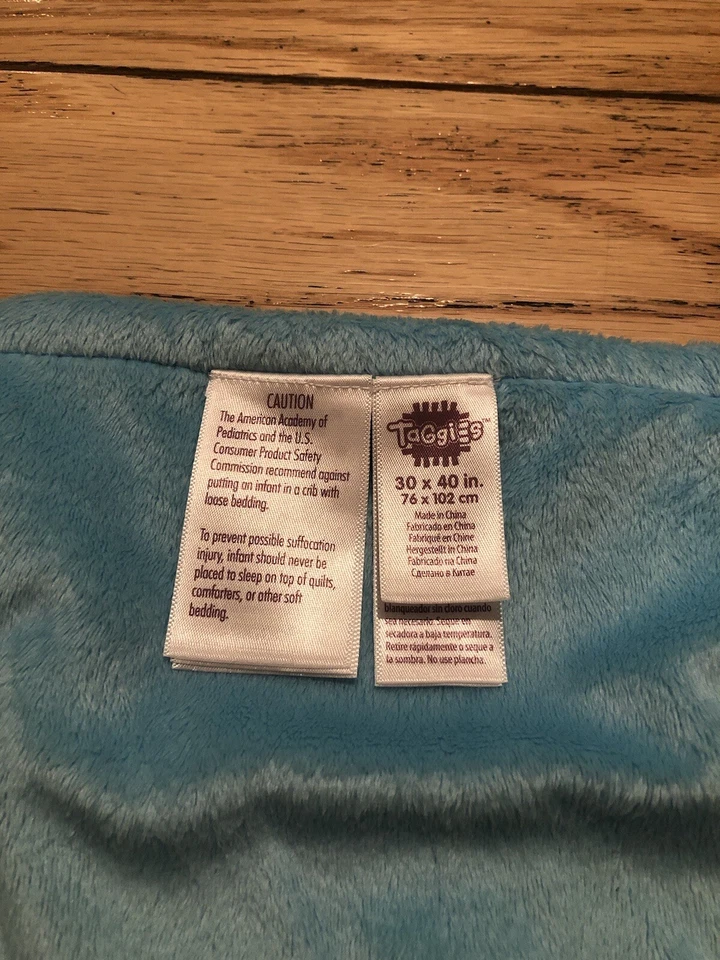 CAUTION
The American Academy of
Pediatrics and the U.S.
Consumer Product Safety
Commission recommend against
putting an infant in a crib with
loose bedding.
To prevent possible suffocation
injury, infant should never be
placed to sleep on top of quilts,
comforters, or other soft
bedding.
TaGGiES™
30 x 40 in.
76 x 102 cm
Made in China
Fabricado en China
Fabriqué en Chine
Hergestellt in China
Fabricado na China
Сделано в Китае
blanqueador sin cloro cuando
sea necesario. Seque en
secadora a baja temperatura.
Retire rápidamente o seque a
la sombra. No use plancha.